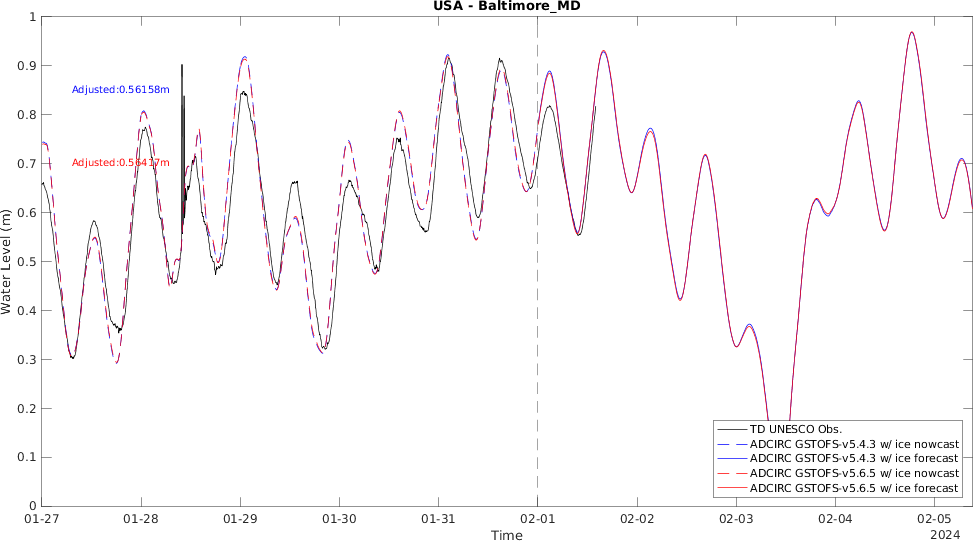 USA - Baltimore_MD
1
0.9
0.8
0.7
0.6
0.5
0.4
0.3
0.2
0.1
0
Water Level (m)
Adjusted:0.56158m
Adjusted:0.56417m
TD UNESCO Obs.
ADCIRC GSTOFS-v5.4.3 w/ ice nowcast
ADCIRC GSTOFS-v5.4.3 w/ ice forecast
ADCIRC GSTOFS-v5.6.5 w/ ice nowcast
ADCIRC GSTOFS-v5.6.5 w/ ice forecast
01-27 01-28 01-29 01-30 01-31 02-01 02-02 02-03 02-04 02-05
Time
2024